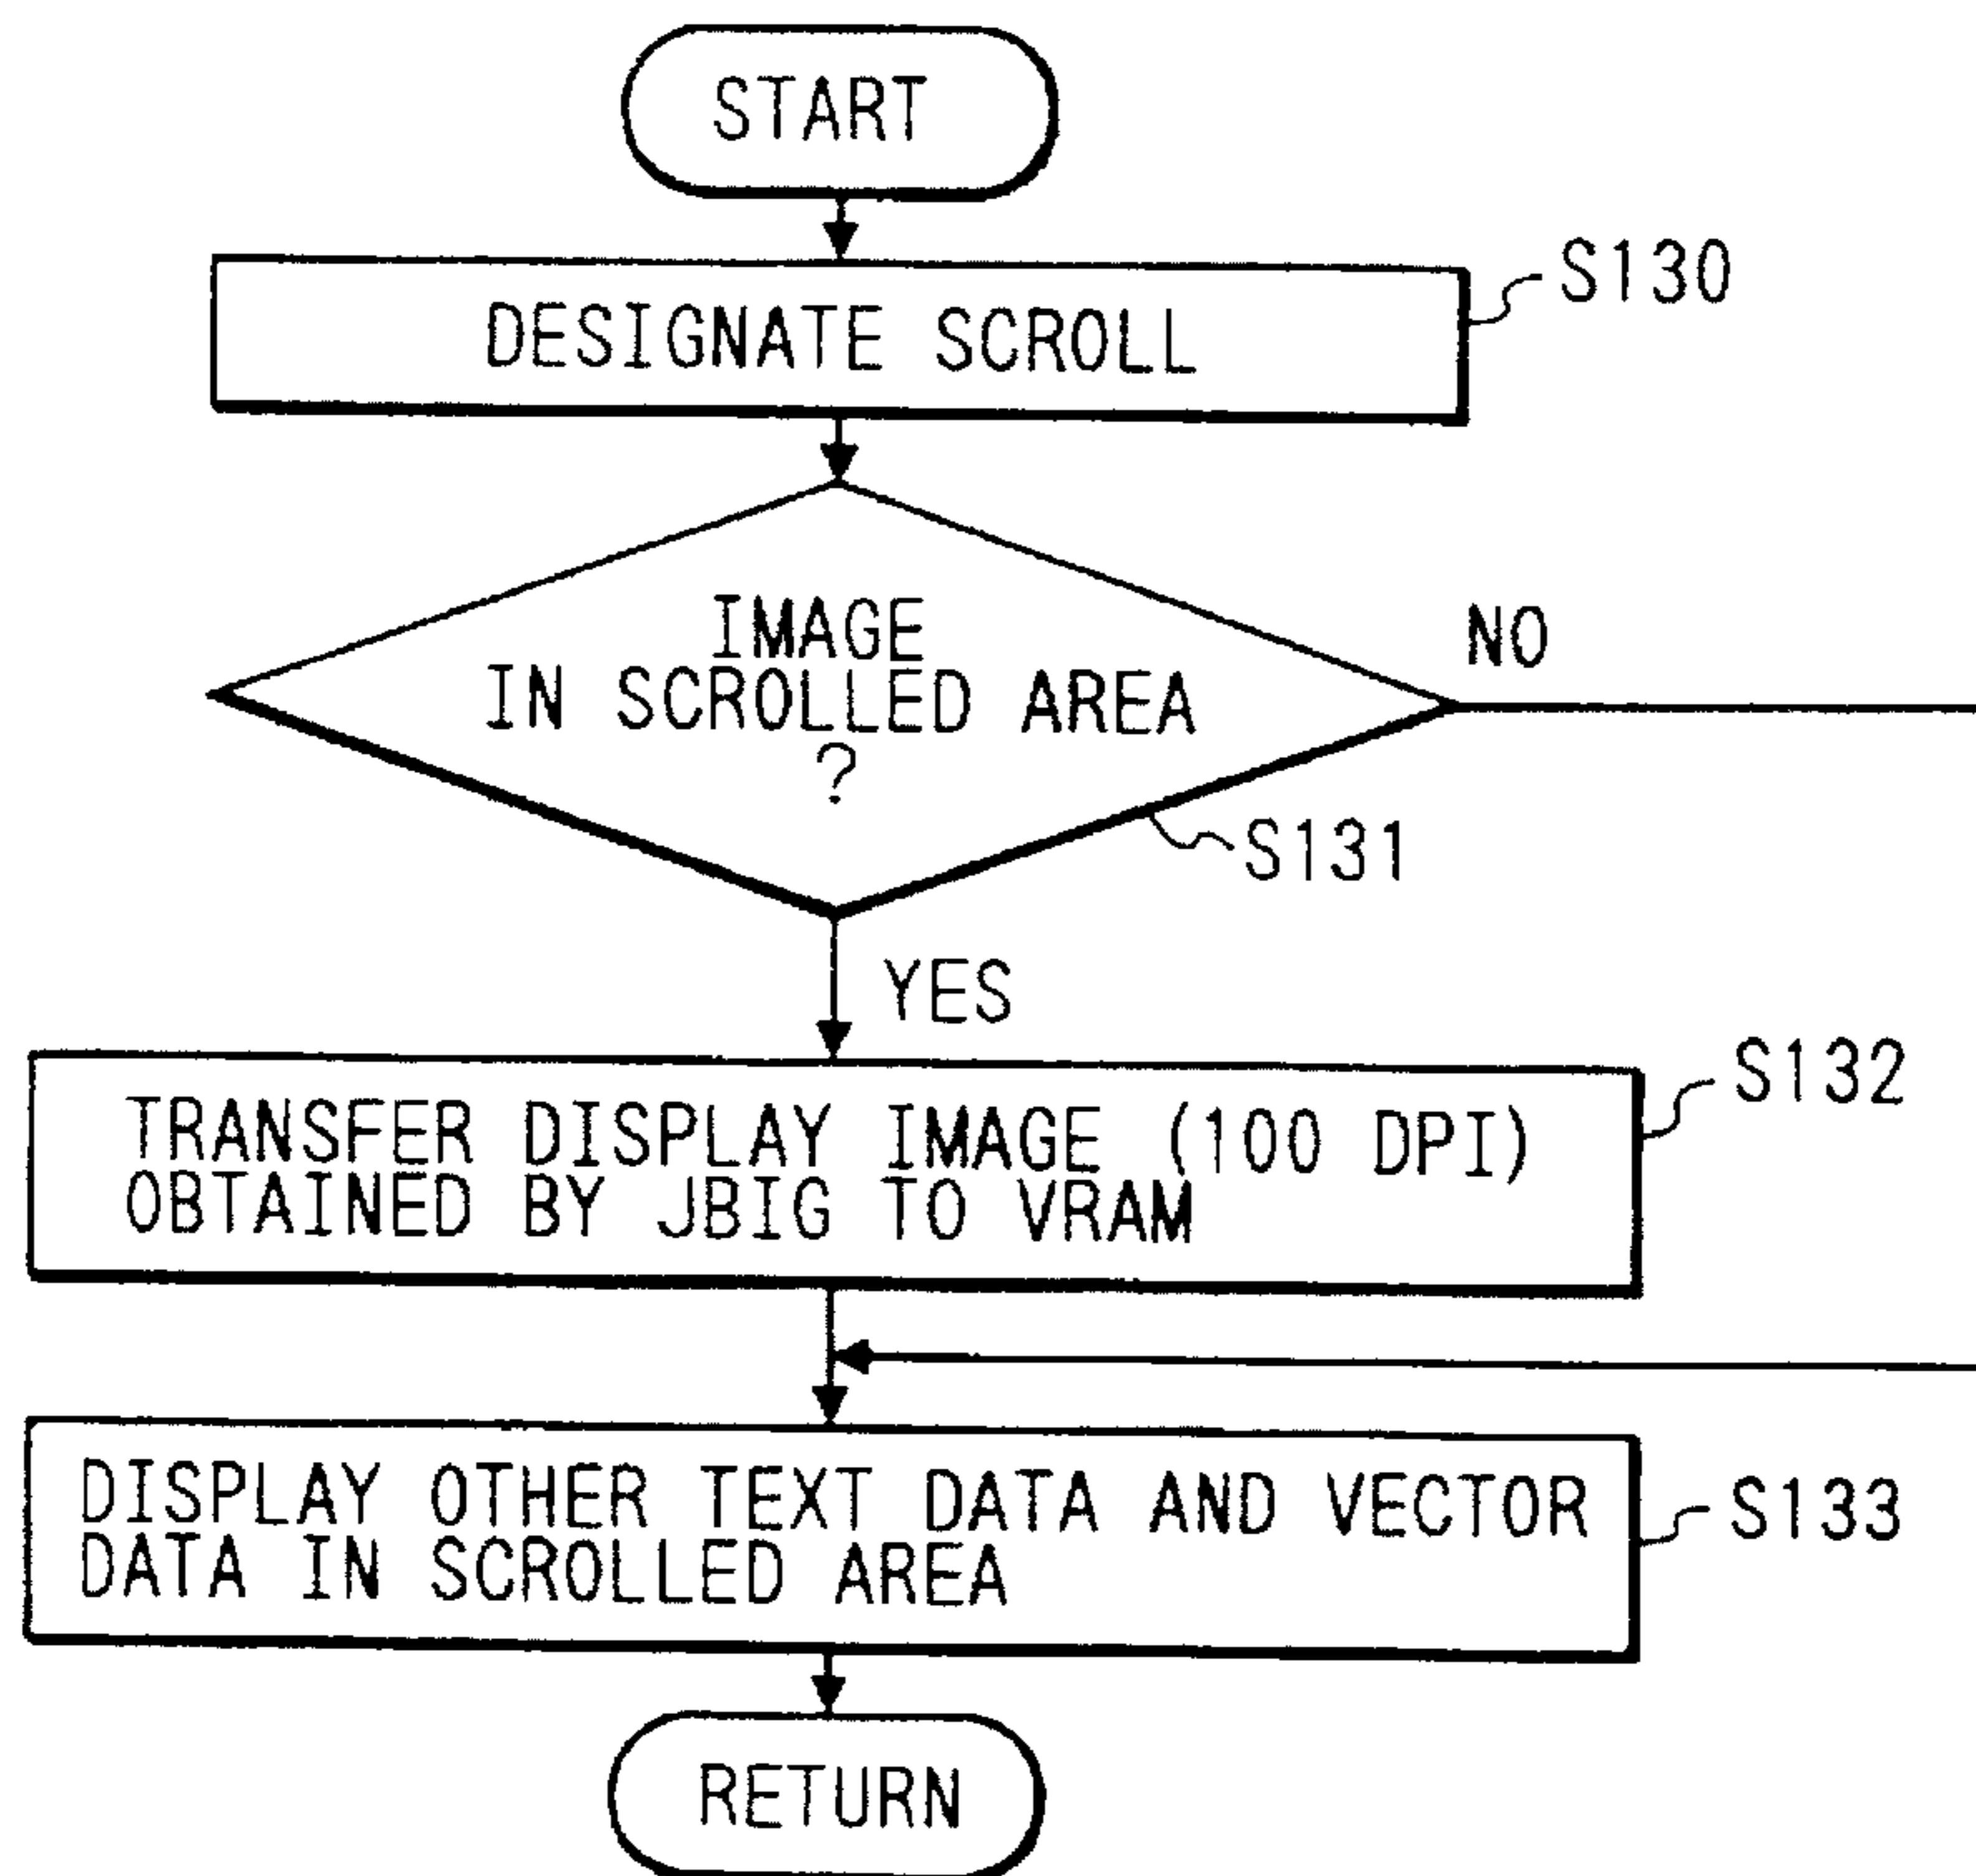 START
DESIGNATE SCROLL
S130
IMAGE
IN SCROLLED AREA
?
NO
S131
YES
TRANSFER DISPLAY IMAGE (100 DPI)
OBTAINED BY JBIG TO VRAM
S132
DISPLAY OTHER TEXT DATA AND VECTOR
DATA IN SCROLLED AREA
S133
RETURN